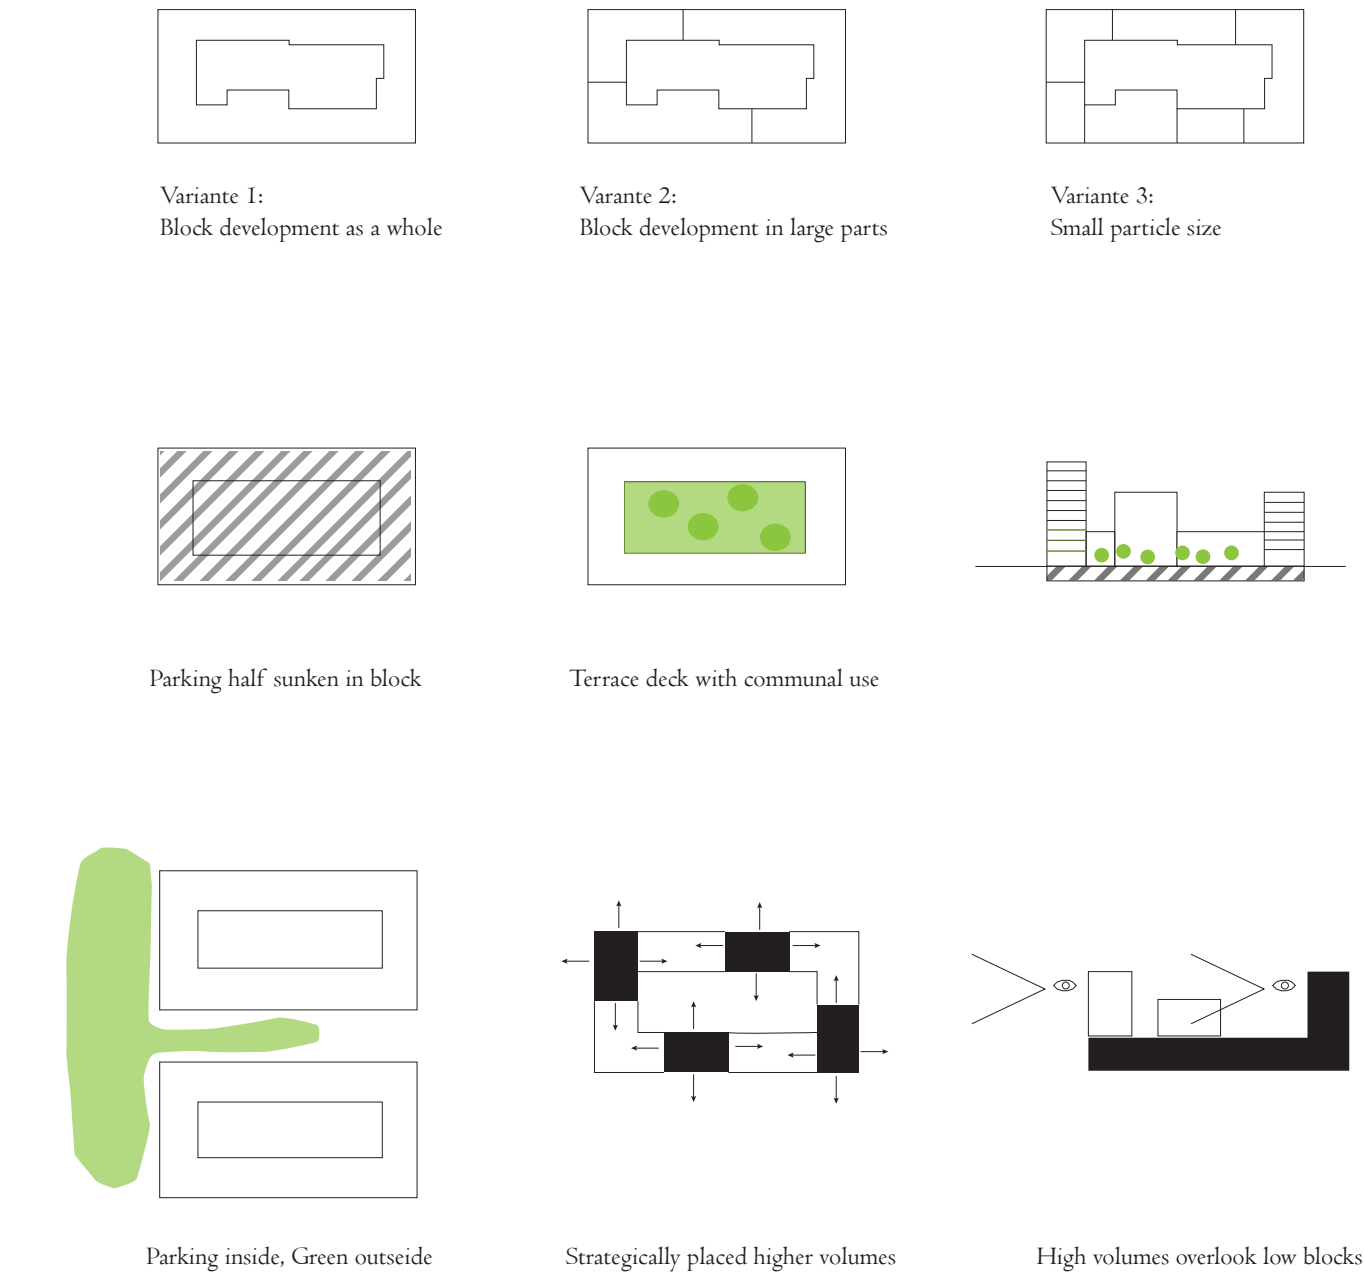 Variante 1:
Block development as a whole
Varante 2:
Block development in large parts
Variante 3:
Small particle size
Parking half sunken in block
Terrace deck with communal use
Parking inside, Green outseide
Strategically placed higher volumes
High volumes overlook low blocks